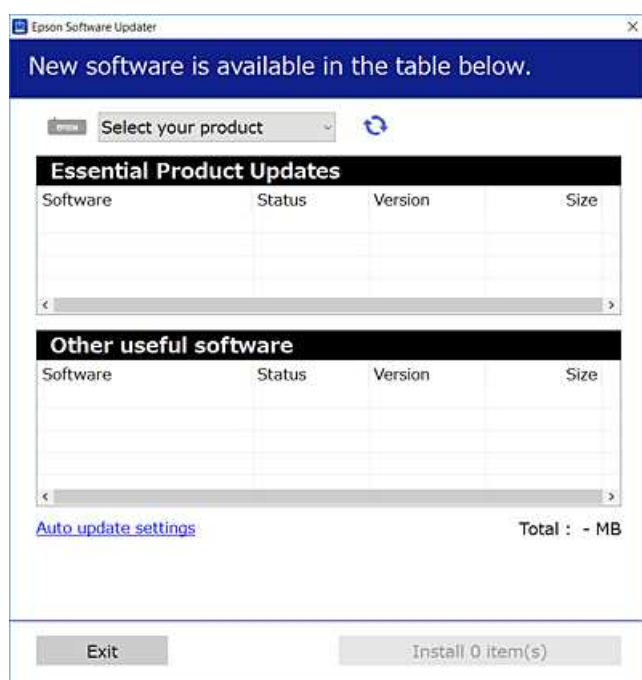 Epson Software Updater
New software is available in the table below.
EPSON Select your product
Essential Product Updates
Software Status Version Size
Other useful software
Software Status Version Size
Auto update settings Total : - MB
Exit Install 0 item(s)